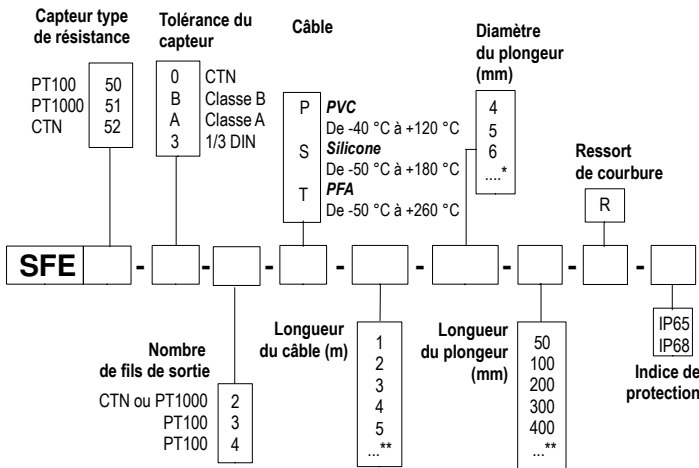 Capteur type
de résistance
PT100 50
PT1000 51
CTN 52
Tolérance du
capteur
0 CTN
B Classe B
A Classe A
3 1/3 DIN
Câble
P PVC
De -40 °C à +120 °C
S Silicone
De -50 °C à +180 °C
T PFA
De -50 °C à +260 °C
Diamètre
du plongeur
(mm)
4
5
6
....*
Ressort
de courbure
R
SFE - - - - - - - -
Nombre
de fils de sortie
CTN ou PT1000 2
PT100 3
PT100 4
Longueur
du câble (m)
1
2
3
4
5
...**
Longueur
du plongeur
(mm)
50
100
200
300
400
...**
IP65
IP68
Indice de
protection